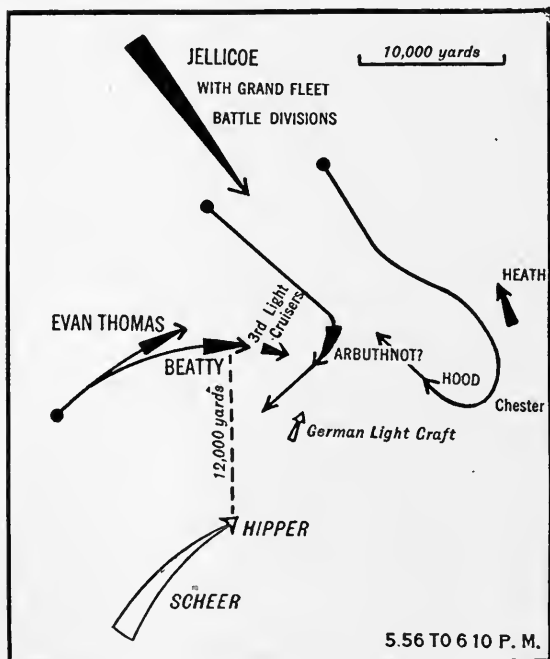 JELLICOE
WITH GRAND FLEET
BATTLE DIVISIONS
10,000 yards
HEATH
3rd Light
Cruisers
EVAN THOMAS
BEATTY
ARBUTHNOT?
HOOD
Chester
12,000 yards
German Light Craft
HIPPER
SCHEER
5.56 TO 6 10 P. M.